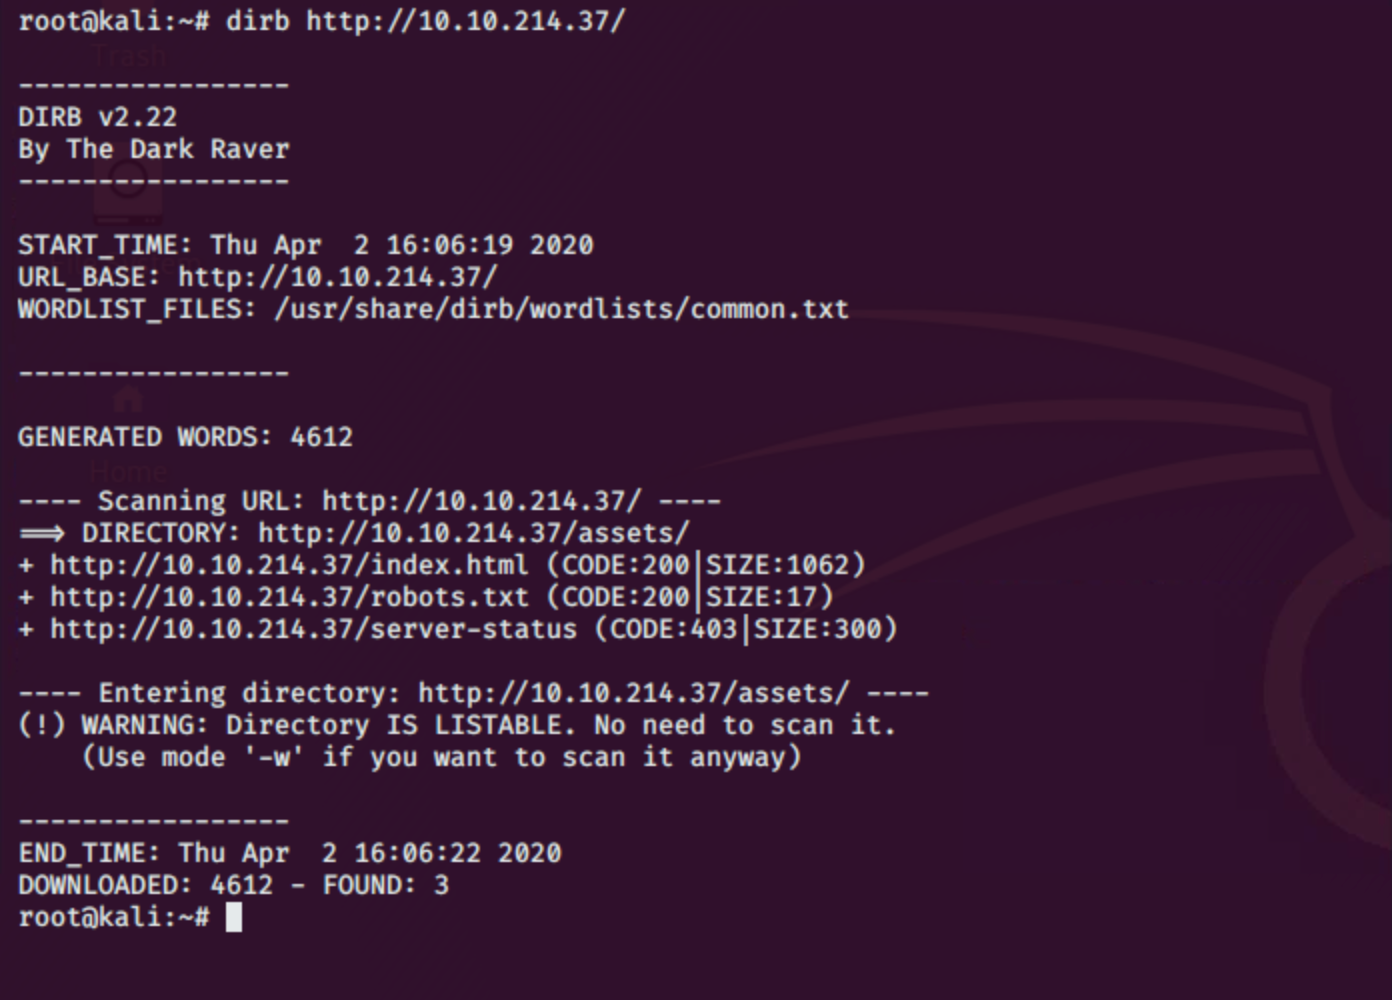 root@kali:~# dirb http://10.10.214.37/
Trash
-----------------
DIRB v2.22
By The Dark Raver
-----------------
START_TIME: Thu Apr  2 16:06:19 2020
URL_BASE: http://10.10.214.37/
WORDLIST_FILES: /usr/share/dirb/wordlists/common.txt
-----------------
GENERATED WORDS: 4612
Home
---- Scanning URL: http://10.10.214.37/ ----
==> DIRECTORY: http://10.10.214.37/assets/
+ http://10.10.214.37/index.html (CODE:200|SIZE:1062)
+ http://10.10.214.37/robots.txt (CODE:200|SIZE:17)
+ http://10.10.214.37/server-status (CODE:403|SIZE:300)
---- Entering directory: http://10.10.214.37/assets/ ----
(!) WARNING: Directory IS LISTABLE. No need to scan it.
    (Use mode '-w' if you want to scan it anyway)
-----------------
END_TIME: Thu Apr  2 16:06:22 2020
DOWNLOADED: 4612 - FOUND: 3
root@kali:~#